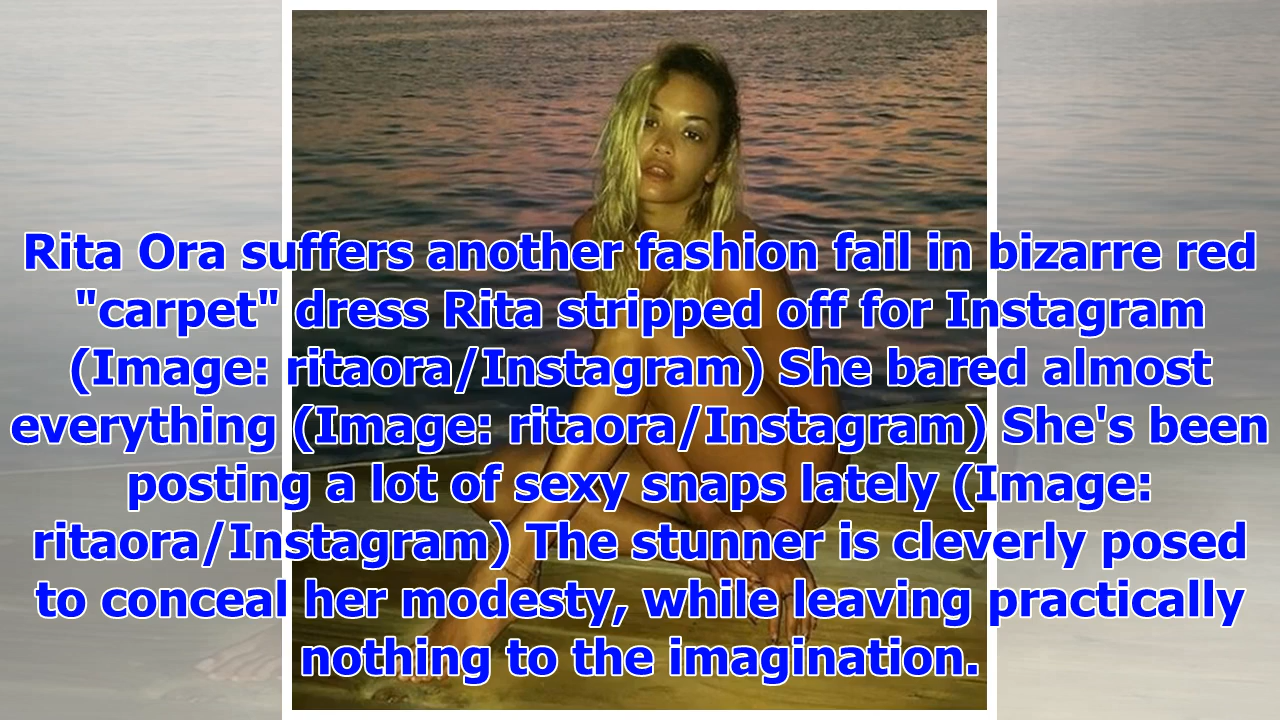 Rita Ora suffers another fashion fail in bizarre red
"carpet" dress Rita stripped off for Instagram
(Image: ritaora/Instagram) She bared almost
everything (Image: ritaora/Instagram) She's been
posting a lot of sexy snaps lately (Image:
ritaora/Instagram) The stunner is cleverly posed
to conceal her modesty, while leaving practically
nothing to the imagination.